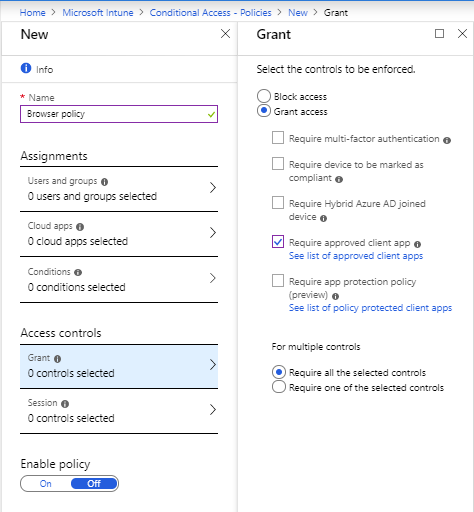 Home > Microsoft Intune > Conditional Access - Policies > New > Grant
New
Info
* Name
Browser policy
Assignments
Users and groups
0 users and groups selected
Cloud apps
0 cloud apps selected
Conditions
0 conditions selected
Access controls
Grant
0 controls selected
Session
0 controls selected
Enable policy
On Off
Grant
Select the controls to be enforced.
Block access
Grant access
Require multi-factor authentication
Require device to be marked as
compliant
Require Hybrid Azure AD joined
device
Require approved client app
See list of approved client apps
Require app protection policy
(preview)
See list of policy protected client apps
For multiple controls
Require all the selected controls
Require one of the selected controls